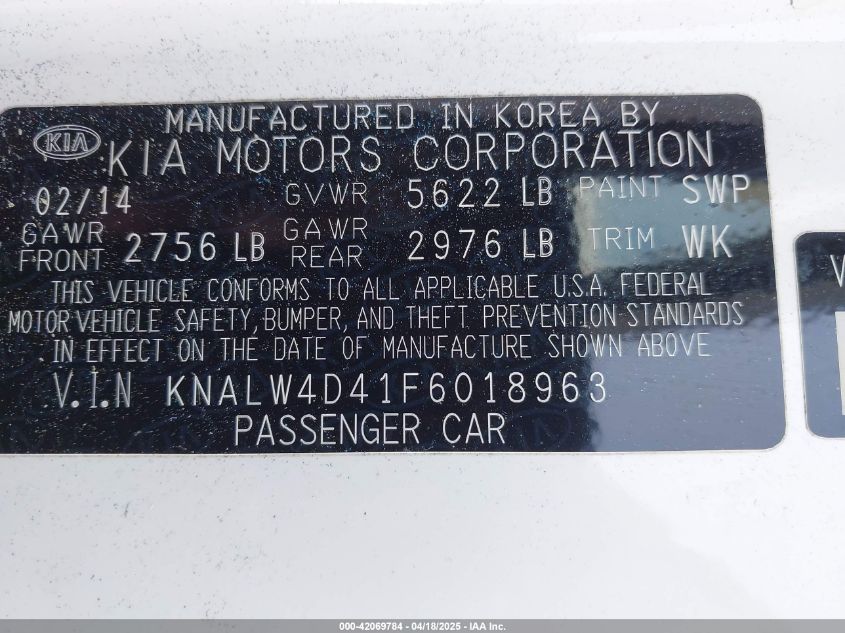 MANUFACTURED IN KOREA BY
KIA KIA MOTORS CORPORATION
02/14 GVWR 5622 LB PAINT SWP
GAWR FRONT 2756 LB GAWR REAR 2976 LB TRIM WK
THIS VEHICLE CONFORMS TO ALL APPLICABLE U.S.A. FEDERAL
MOTOR VEHICLE SAFETY, BUMPER, AND THEFT PREVENTION STANDARDS
IN EFFECT ON THE DATE OF MANUFACTURE SHOWN ABOVE
V.I.N KNALW4D41F6018963
PASSENGER CAR
V
000-42069784 - 04/18/2025 - IAA Inc.